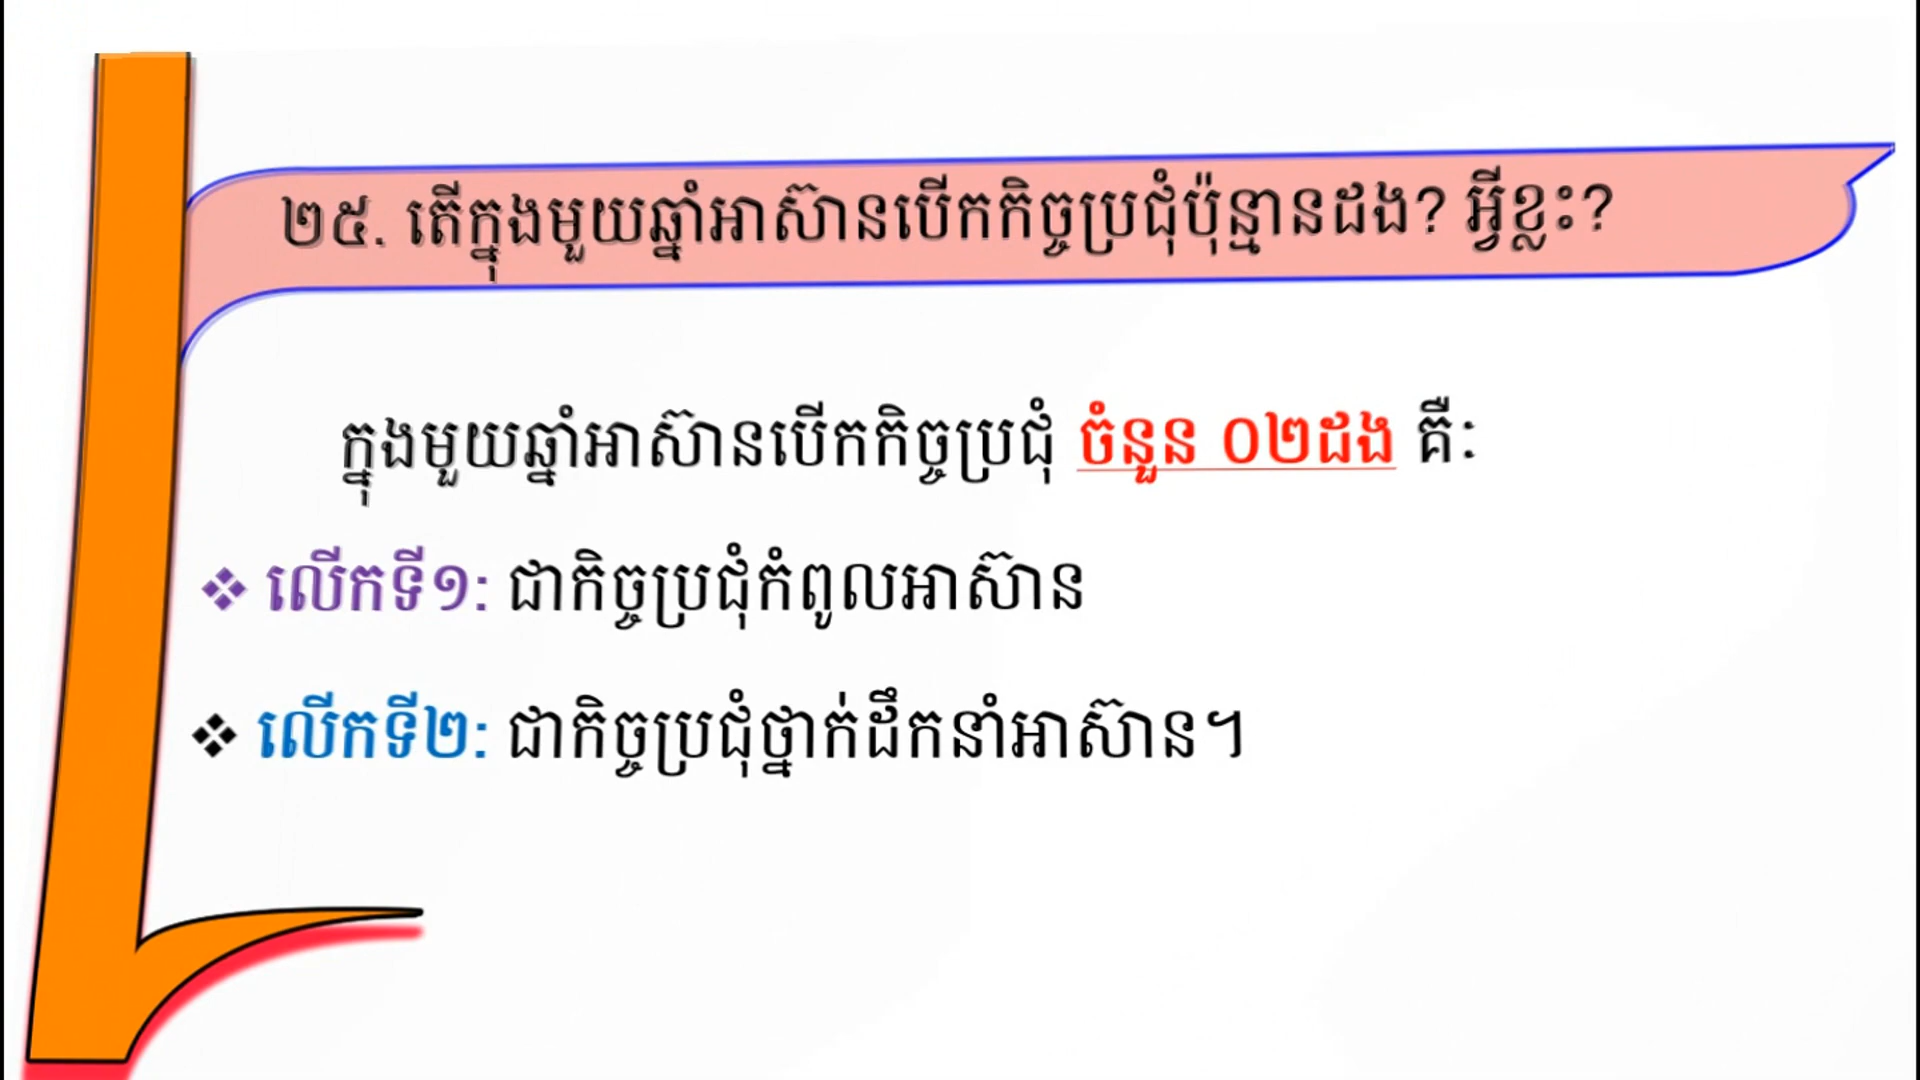 ២៥. តើក្នុងមួយឆ្នាំអាស៊ានបើកកិច្ចប្រជុំប៉ុន្មានដង? អ្វីខ្លះ?
ក្នុងមួយឆ្នាំអាស៊ានបើកកិច្ចប្រជុំ ចំនួន ០២ដង គឺៈ
❖ លើកទី១: ជាកិច្ចប្រជុំកំពូលអាស៊ាន
❖ លើកទី២: ជាកិច្ចប្រជុំថ្នាក់ដឹកនាំអាស៊ាន។